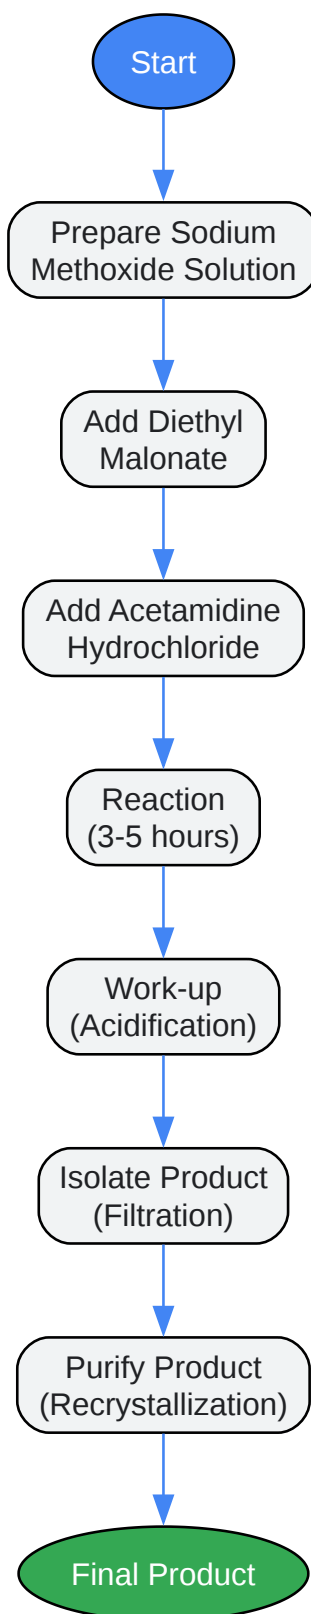 Start
Prepare Sodium
Methoxide Solution
Add Diethyl
Malonate
Add Acetamidine
Hydrochloride
Reaction
(3-5 hours)
Work-up
(Acidification)
Isolate Product
(Filtration)
Purify Product
(Recrystallization)
Final Product